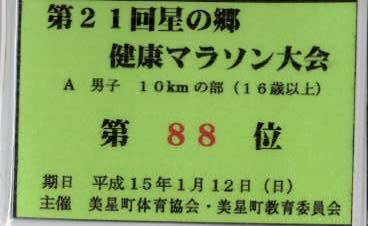 第２１回星の郷
健康マラソン大会
Ａ　男子　１０kmの部（１６歳以上）
第　８８　位
期日　平成１５年１月１２日（日）
主催　美星町体育協会・美星町教育委員会